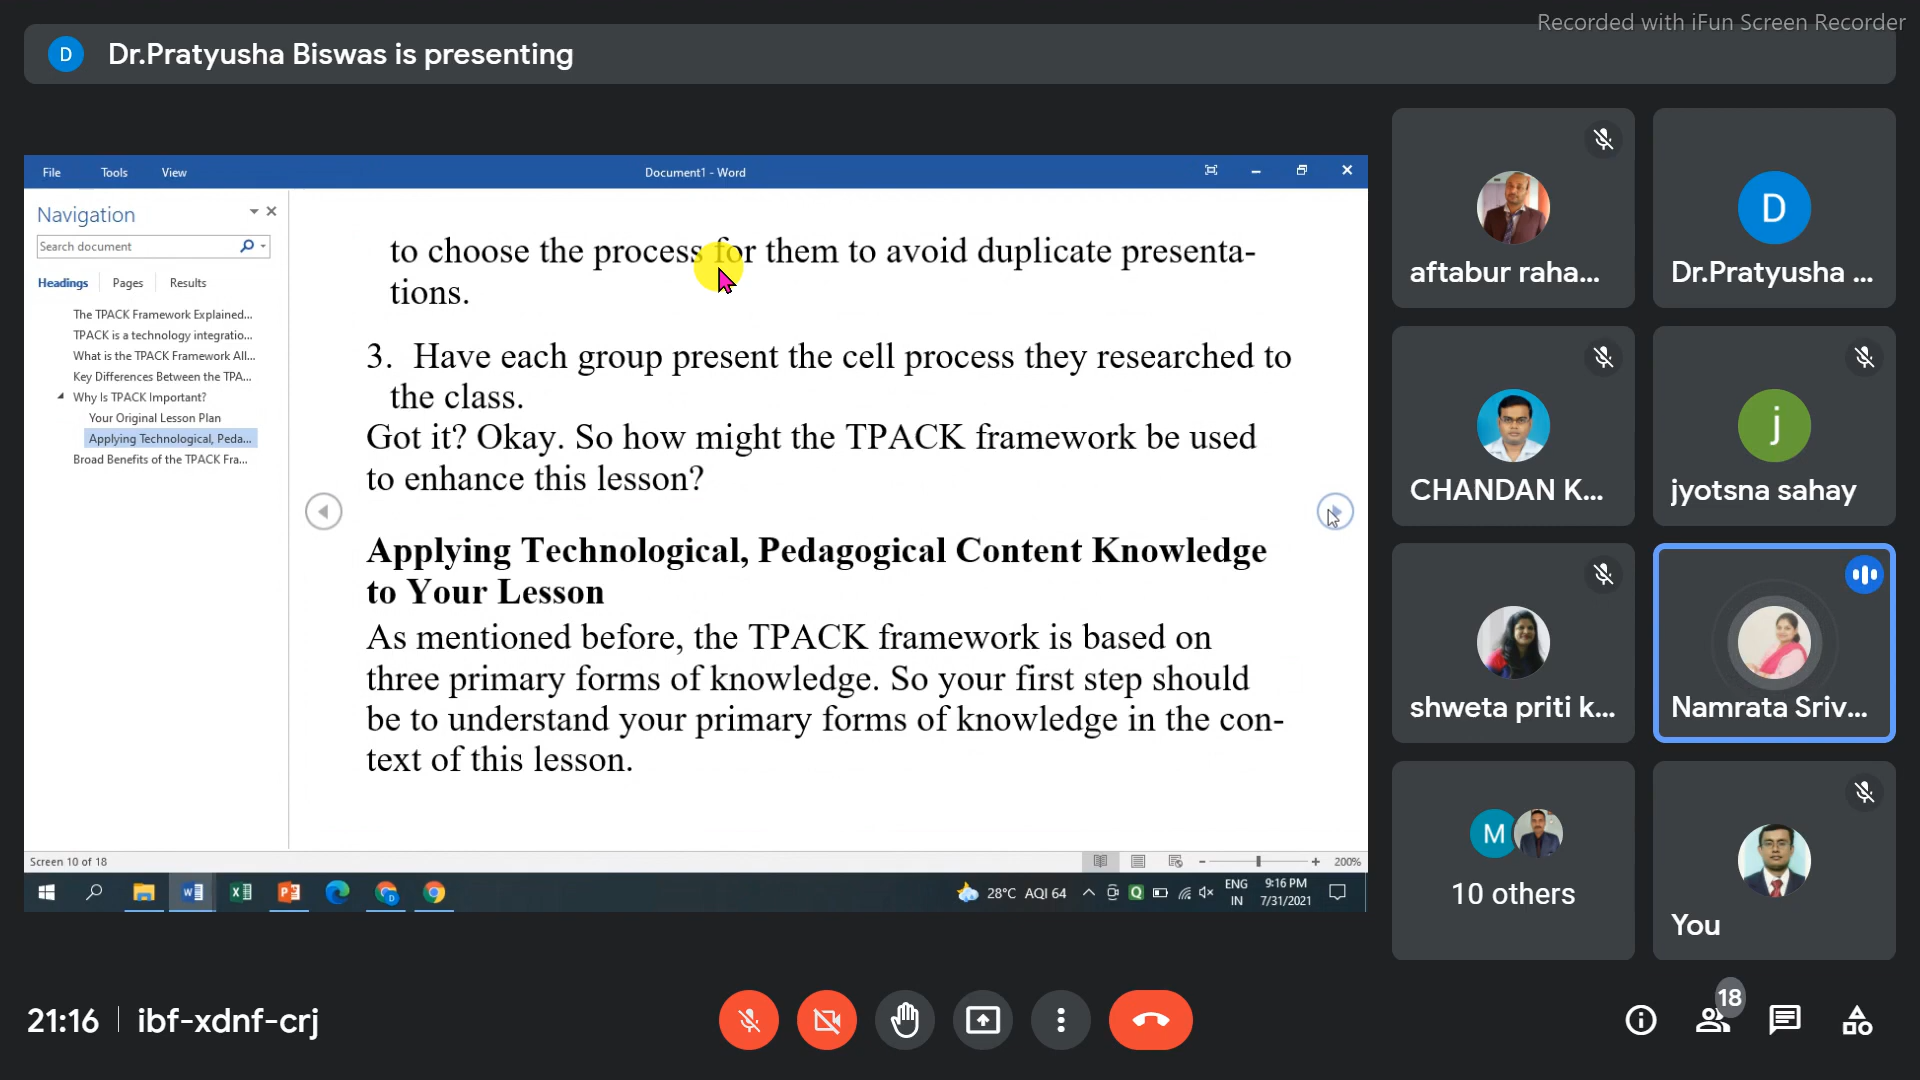 Recorded with iFun Screen Recorder
D
Dr.Pratyusha Biswas is presenting
File Tools View
Document1 - Word
Navigation
Search document
Headings Pages Results
The TPACK Framework Explained...
TPACK is a technology integratio...
What is the TPACK Framework All...
Key Differences Between the TPA...
Why Is TPACK Important?
Your Original Lesson Plan
Applying Technological, Peda...
Broad Benefits of the TPACK Fra...
to choose the process for them to avoid duplicate presenta-
tions.
3. Have each group present the cell process they researched to
the class.
Got it? Okay. So how might the TPACK framework be used
to enhance this lesson?
Applying Technological, Pedagogical Content Knowledge
to Your Lesson
As mentioned before, the TPACK framework is based on
three primary forms of knowledge. So your first step should
be to understand your primary forms of knowledge in the con-
text of this lesson.
Screen 10 of 18
200%
28°C AQI 64
ENG
IN
9:16 PM
7/31/2021
aftabur raha...
D
Dr.Pratyusha ...
CHANDAN K...
j
jyotsna sahay
shweta priti k...
Namrata Sriv...
M
10 others
You
21:16
ibf-xdnf-crj
18